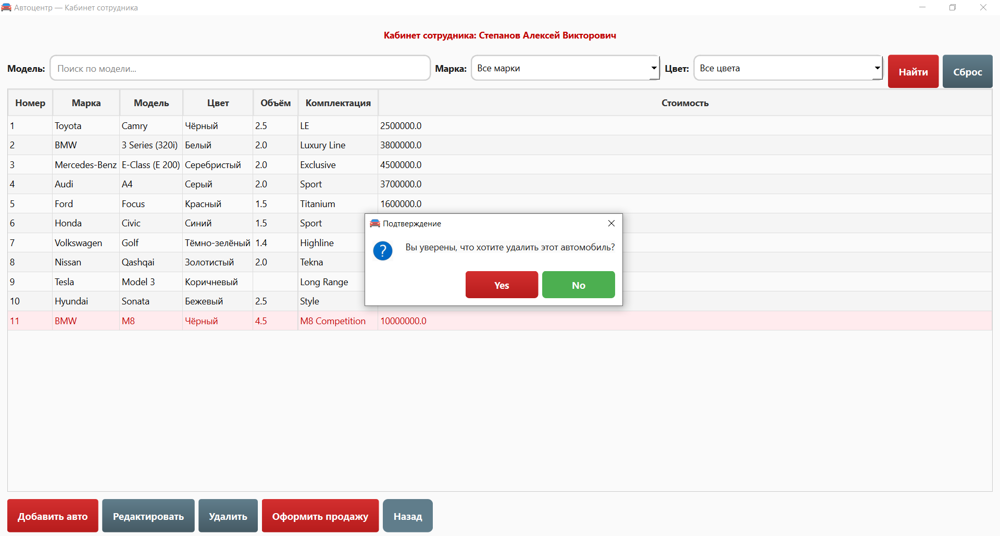 Автоцентр — Кабинет сотрудника
Кабинет сотрудника: Степанов Алексей Викторович
Модель: Поиск по модели... Марка: Все марки Цвет: Все цвета Найти Сброс
Номер Марка Модель Цвет Объём Комплектация Стоимость
1 Toyota Camry Чёрный 2.5 LE 2500000.0
2 BMW 3 Series (320i) Белый 2.0 Luxury Line 3800000.0
3 Mercedes-Benz E-Class (E 200) Серебристый 2.0 Exclusive 4500000.0
4 Audi A4 Серый 2.0 Sport 3700000.0
5 Ford Focus Красный 1.5 Titanium 1600000.0
6 Honda Civic Синий 1.5 Sport
7 Volkswagen Golf Тёмно-зелёный 1.4 Highline
8 Nissan Qashqai Золотистый 2.0 Tekna
9 Tesla Model 3 Коричневый Long Range
10 Hyundai Sonata Бежевый 2.5 Style
11 BMW M8 Чёрный 4.5 M8 Competition 10000000.0
Подтверждение
Вы уверены, что хотите удалить этот автомобиль?
Yes No
Добавить авто Редактировать Удалить Оформить продажу Назад